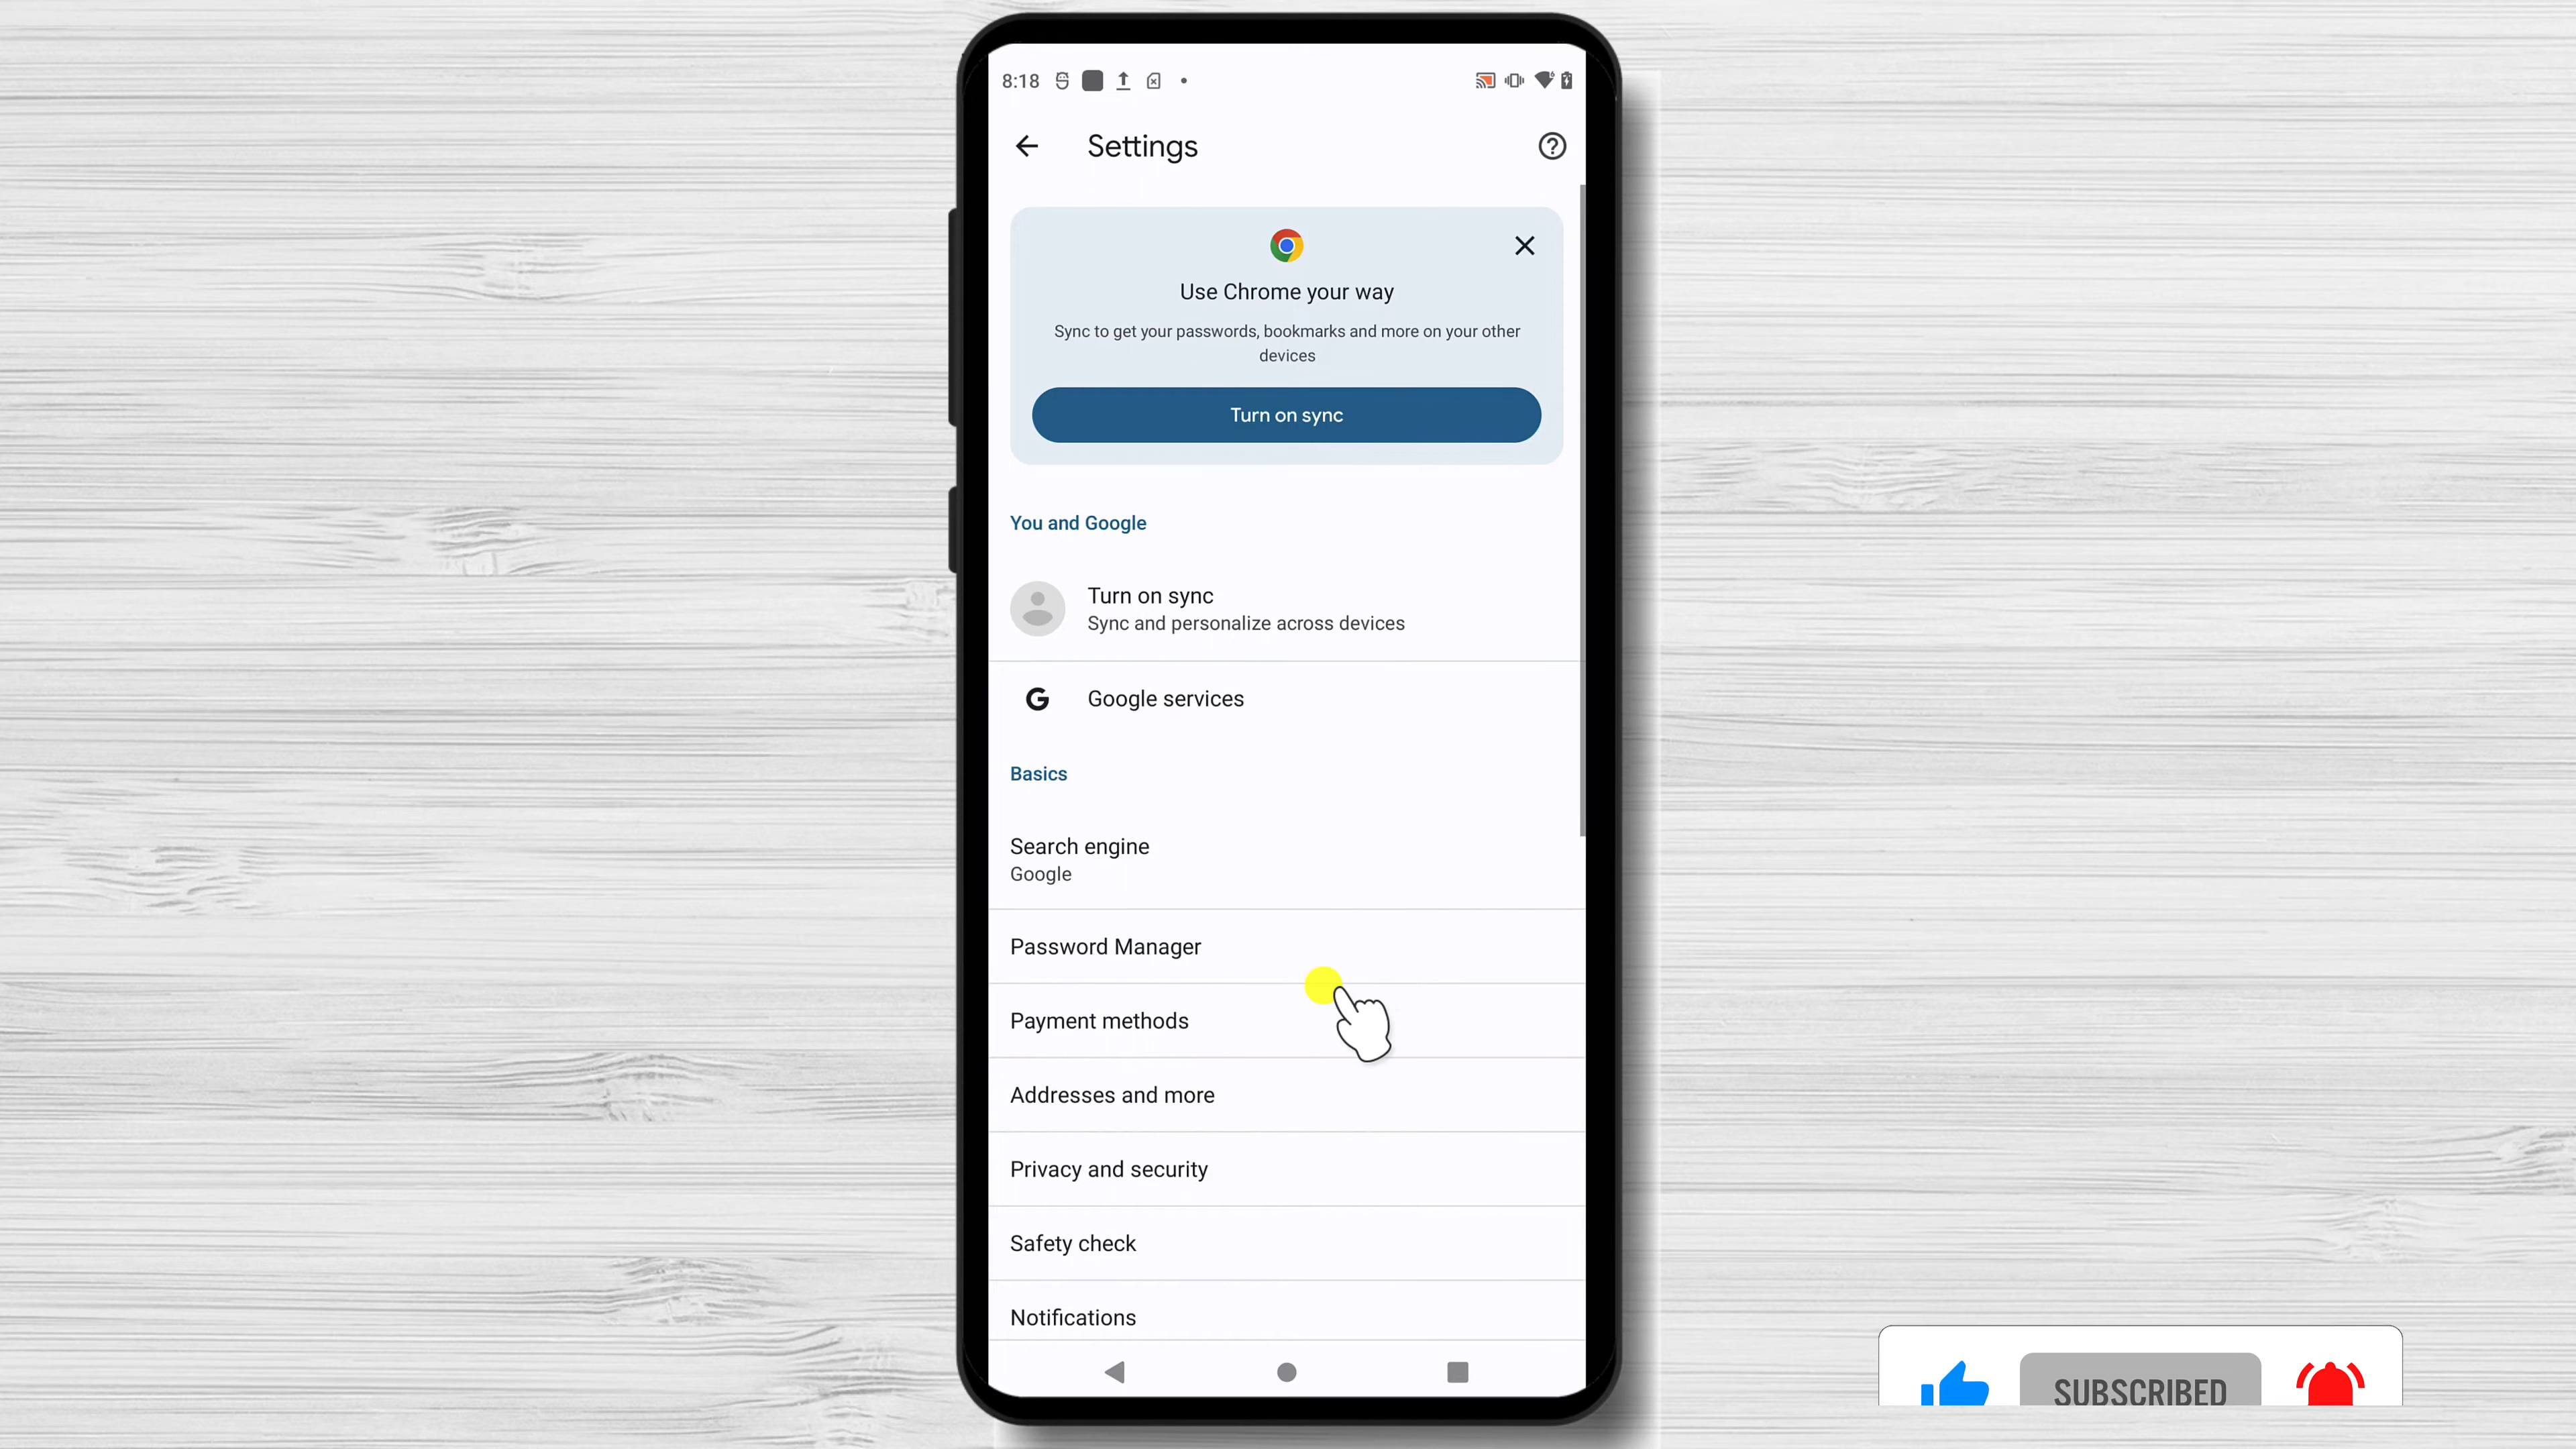 8:18
Settings
Use Chrome your way
Sync to get your passwords, bookmarks and more on your other
devices
Turn on sync
You and Google
Turn on sync
Sync and personalize across devices
G
Google services
Basics
Search engine
Google
Password Manager
Payment methods
Addresses and more
Privacy and security
Safety check
Notifications
SUBSCRIBED